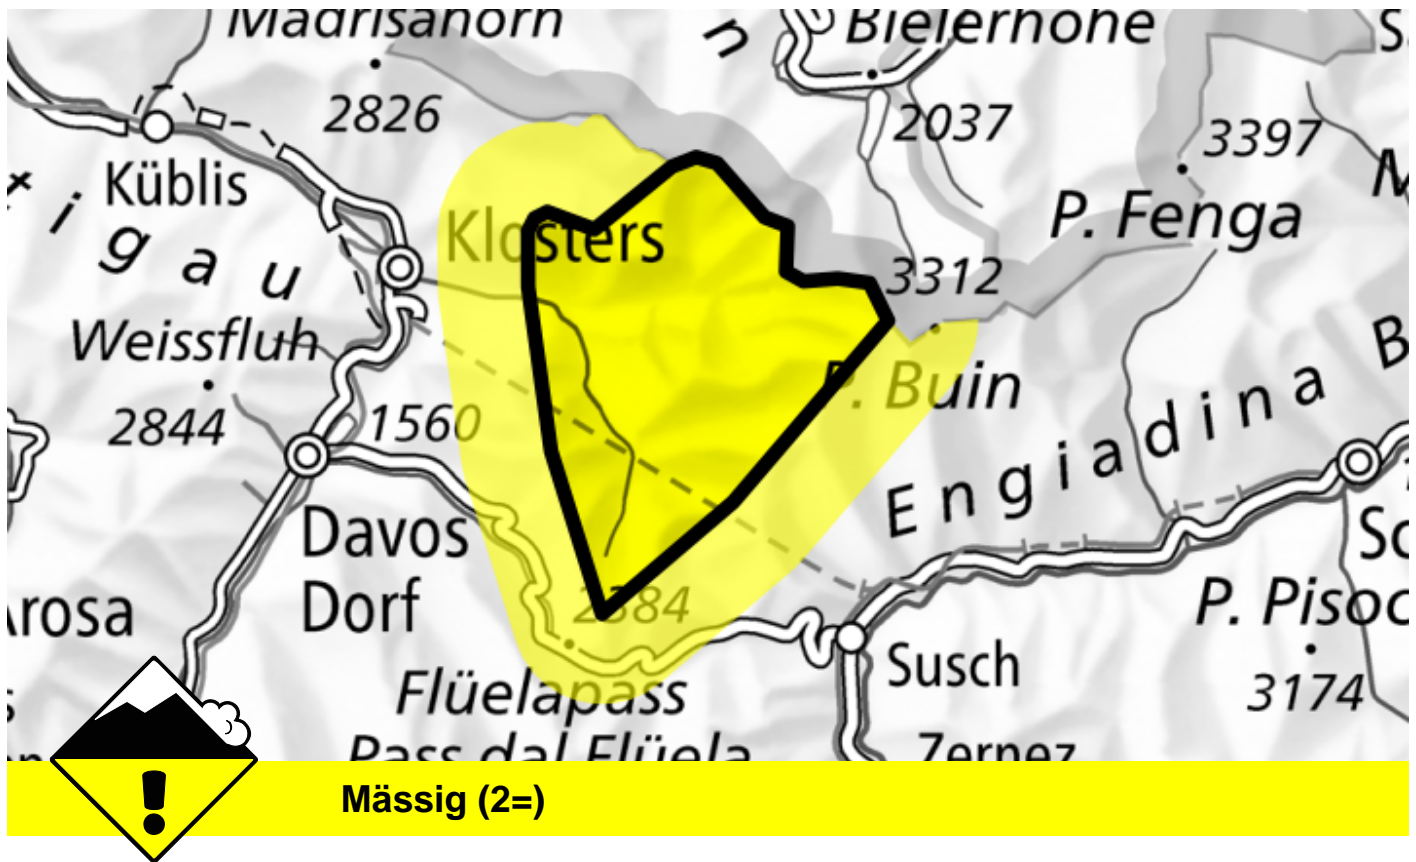 Madrisahorn
n
Bielerhöhe
2826
2037
3397
Küblis
P. Fenga
Klosters
igau
3312
Weissfluh
2844
1560
P. Buin
Engiadina B
Davos
Dorf
2384
Arosa
P. Pisoc
Susch
3174
Flüelapass
Pass dal Flüela
Zernez
Mässig (2=)